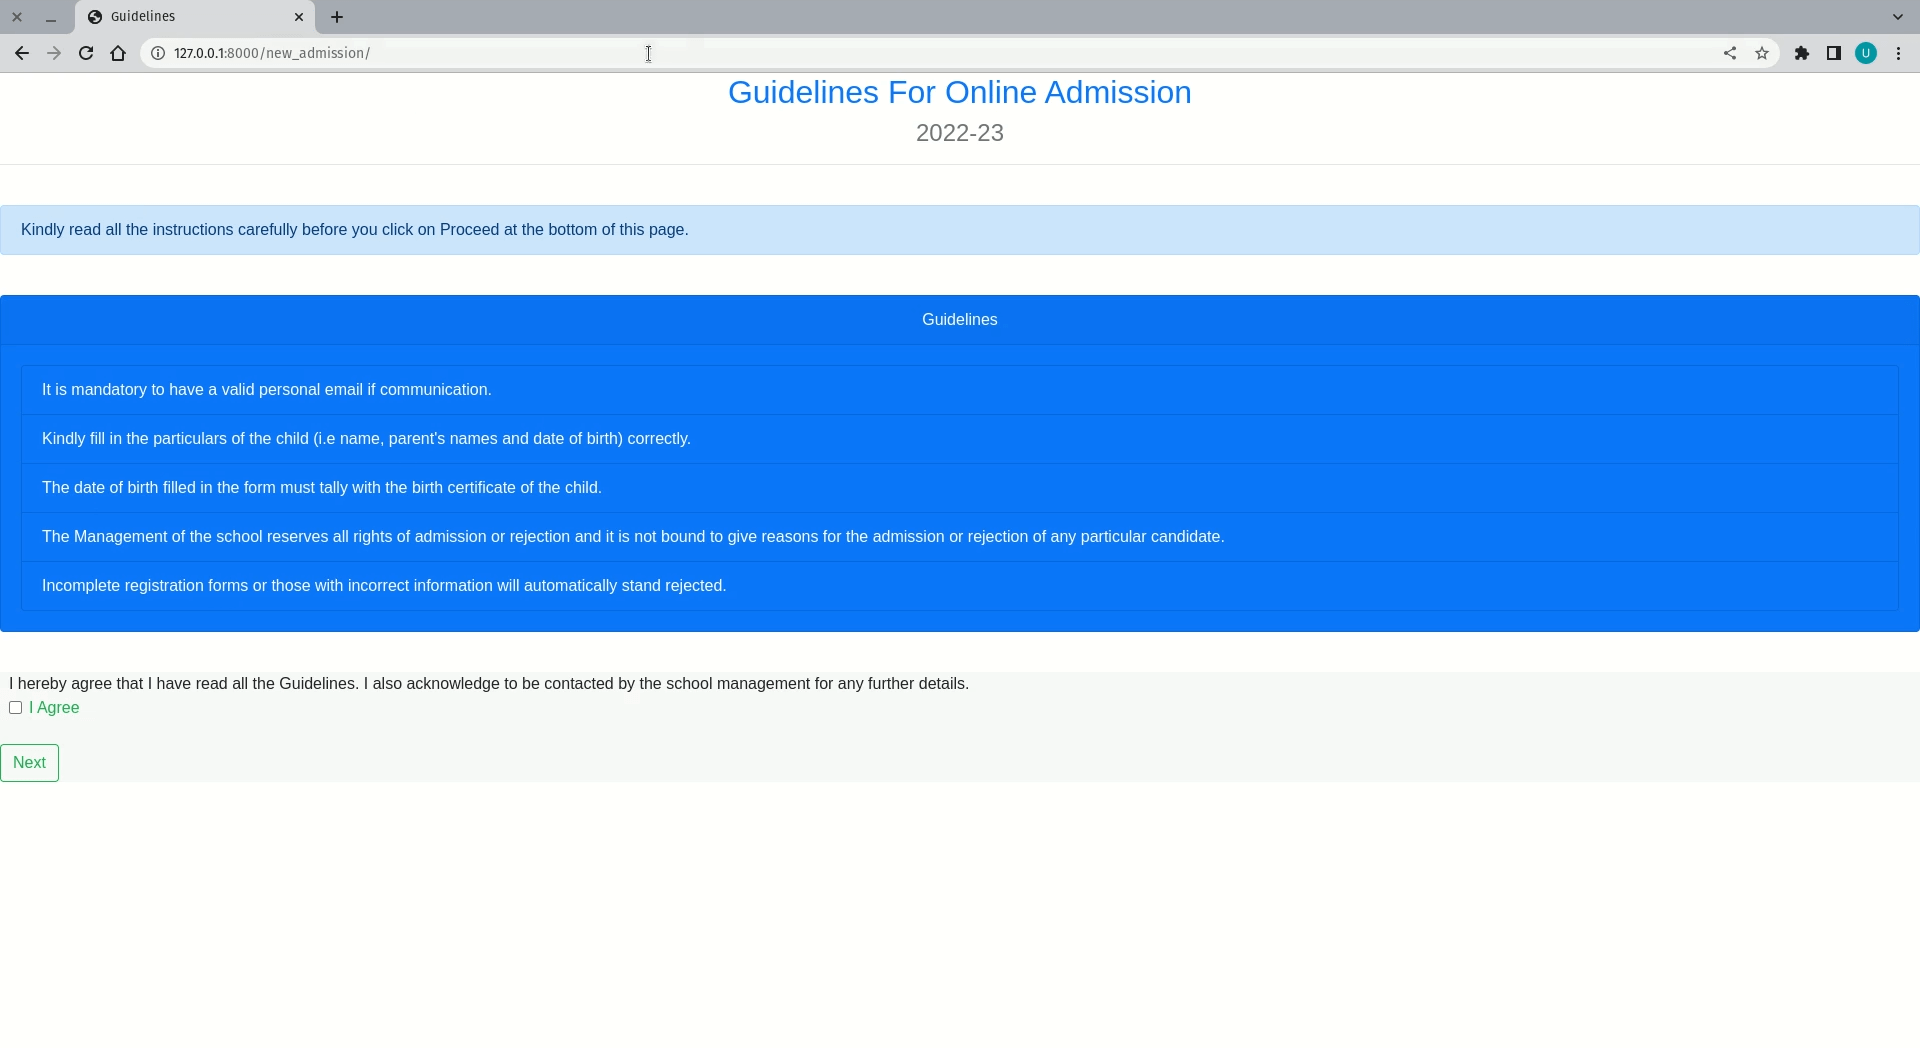 Guidelines
127.0.0.1:8000/new_admission/
U
Guidelines For Online Admission
2022-23
Kindly read all the instructions carefully before you click on Proceed at the bottom of this page.
Guidelines
It is mandatory to have a valid personal email if communication.
Kindly fill in the particulars of the child (i.e name, parent's names and date of birth) correctly.
The date of birth filled in the form must tally with the birth certificate of the child.
The Management of the school reserves all rights of admission or rejection and it is not bound to give reasons for the admission or rejection of any particular candidate.
Incomplete registration forms or those with incorrect information will automatically stand rejected.
I hereby agree that I have read all the Guidelines. I also acknowledge to be contacted by the school management for any further details.
I Agree
Next